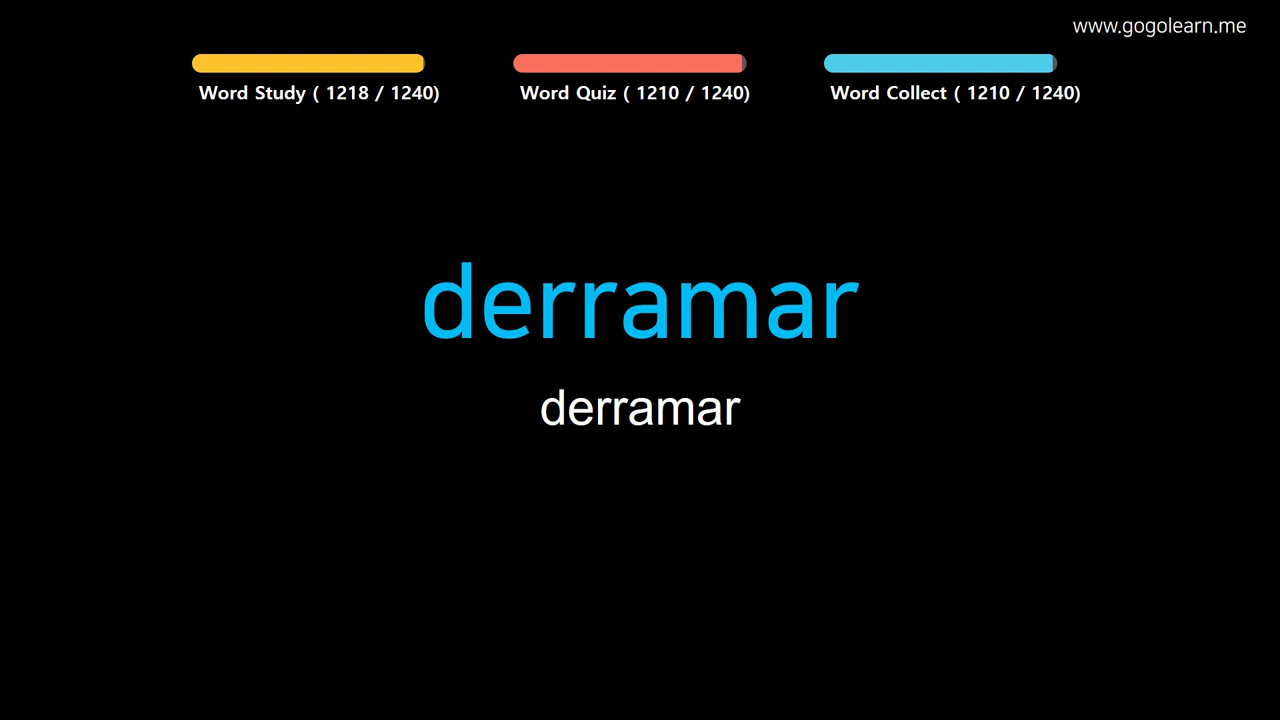 www.gogolearn.me
Word Study ( 1218 / 1240)
Word Quiz ( 1210 / 1240)
Word Collect ( 1210 / 1240)
derramar
derramar